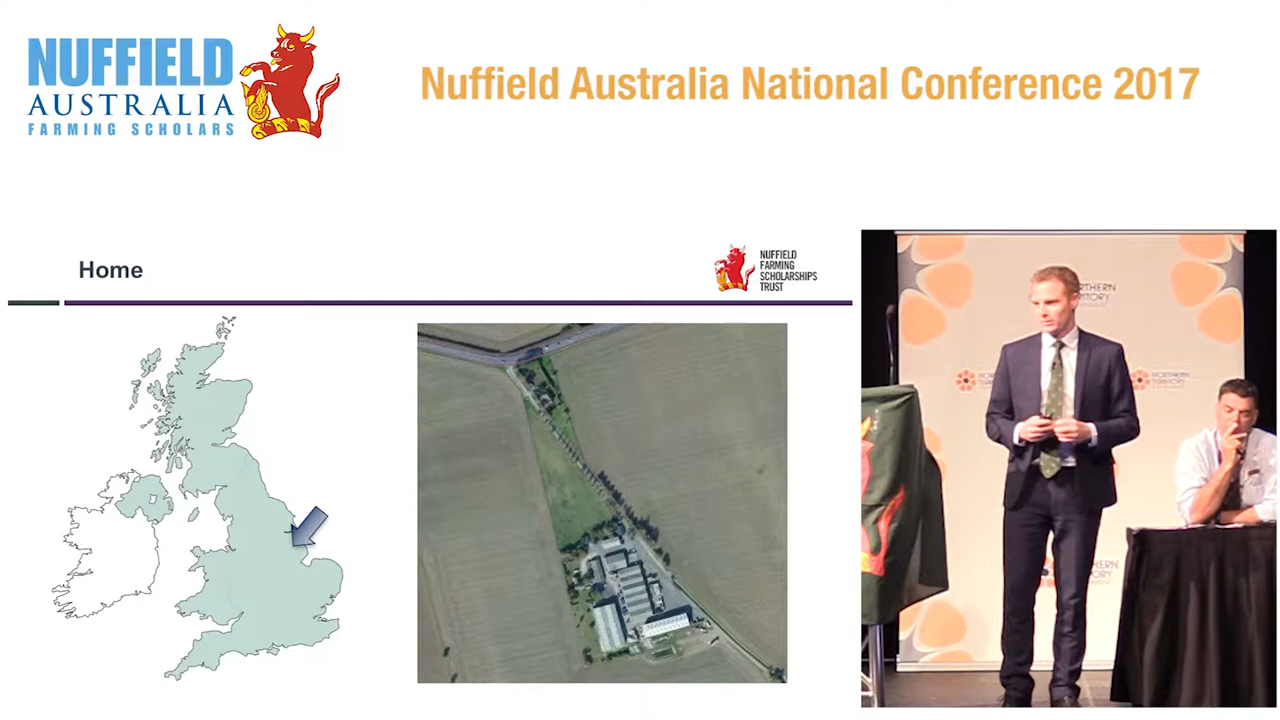 NUFFIELD
AUSTRALIA
FARMING SCHOLARS
Nuffield Australia National Conference 2017
Home
NUFFIELD
FARMING
SCHOLARSHIPS
TRUST
NORTHERN
TERRITORY